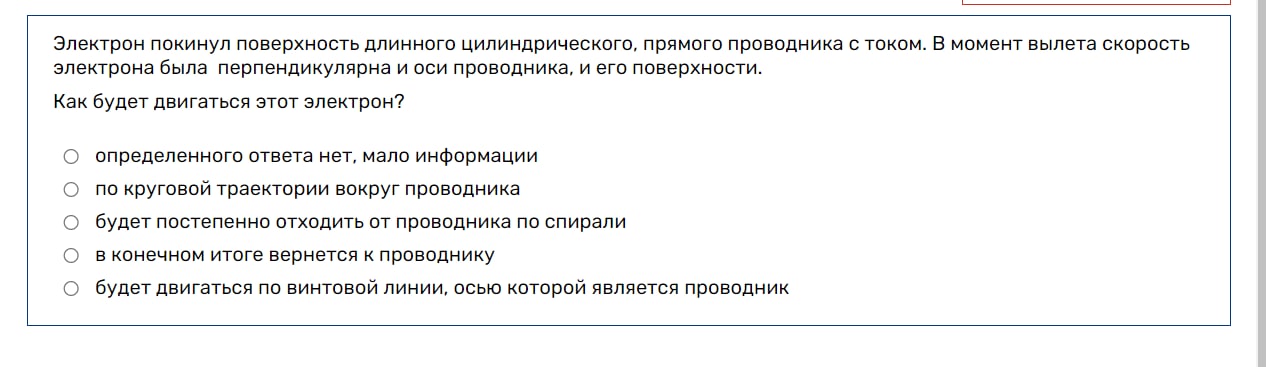 Электрон покинул поверхность длинного цилиндрического, прямого проводника с током. В момент вылета скорость
электрона была  перпендикулярна и оси проводника, и его поверхности.
Как будет двигаться этот электрон?
определенного ответа нет, мало информации
по круговой траектории вокруг проводника
будет постепенно отходить от проводника по спирали
в конечном итоге вернется к проводнику
будет двигаться по винтовой линии, осью которой является проводник